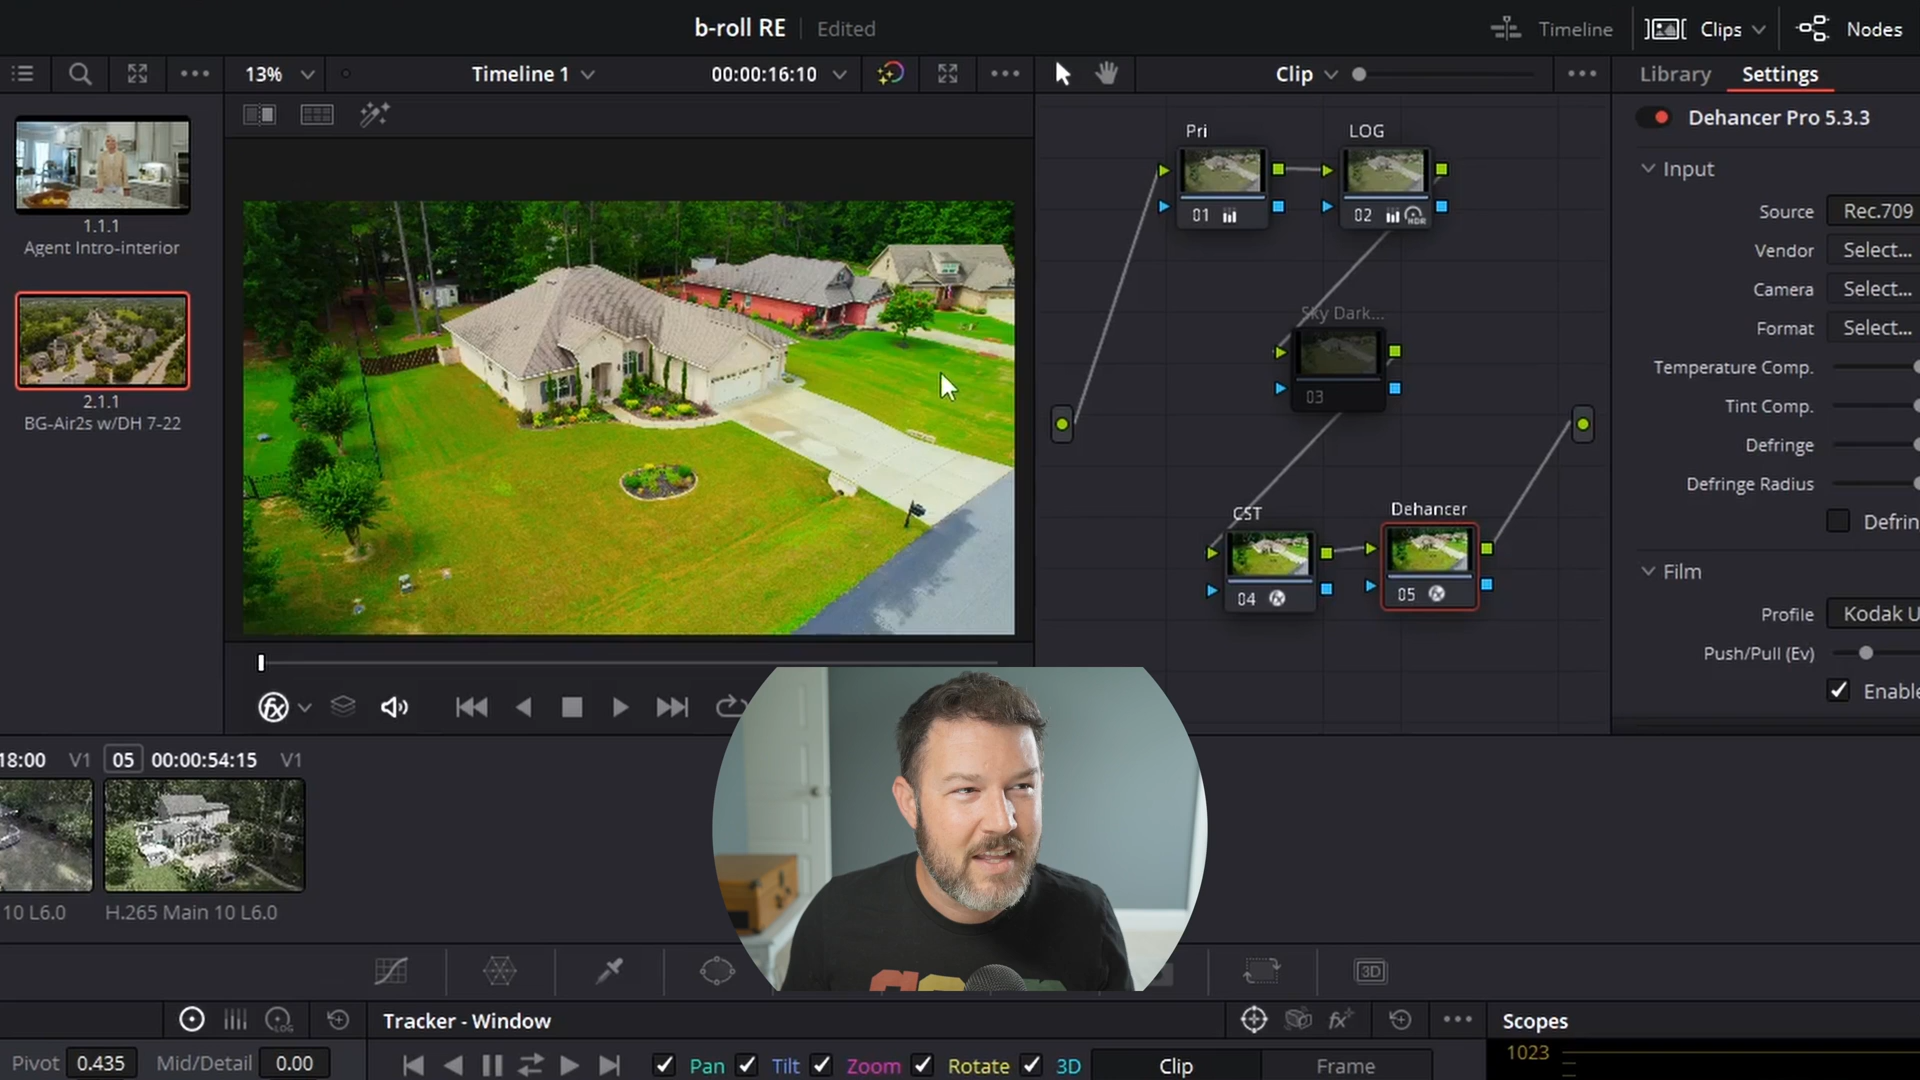 b-roll RE
Edited
Timeline
Clips
Nodes
13%
Timeline 1
00:00:16:10
Clip
Library
Settings
Dehancer Pro 5.3.3
Input
Source Rec.709
Vendor Select...
Camera Select...
Format Select...
Temperature Comp.
Tint Comp.
Defringe
Defringe Radius
Defrin
Film
Profile Kodak U
Push/Pull (Ev)
Enable
1.1.1
Agent Intro-interior
2.1.1
BG-Air2s w/DH 7-22
Pri
LOG
01
02
HDR
Sky Dark...
03
CST
Dehancer
04
05
18:00 V1
05 00:00:54:15 V1
10 L6.0
H.265 Main 10 L6.0
3D
LOG
Tracker - Window
Scopes
Pivot 0.435 Mid/Detail 0.00
Pan Tilt Zoom Rotate 3D
Clip
Frame
1023